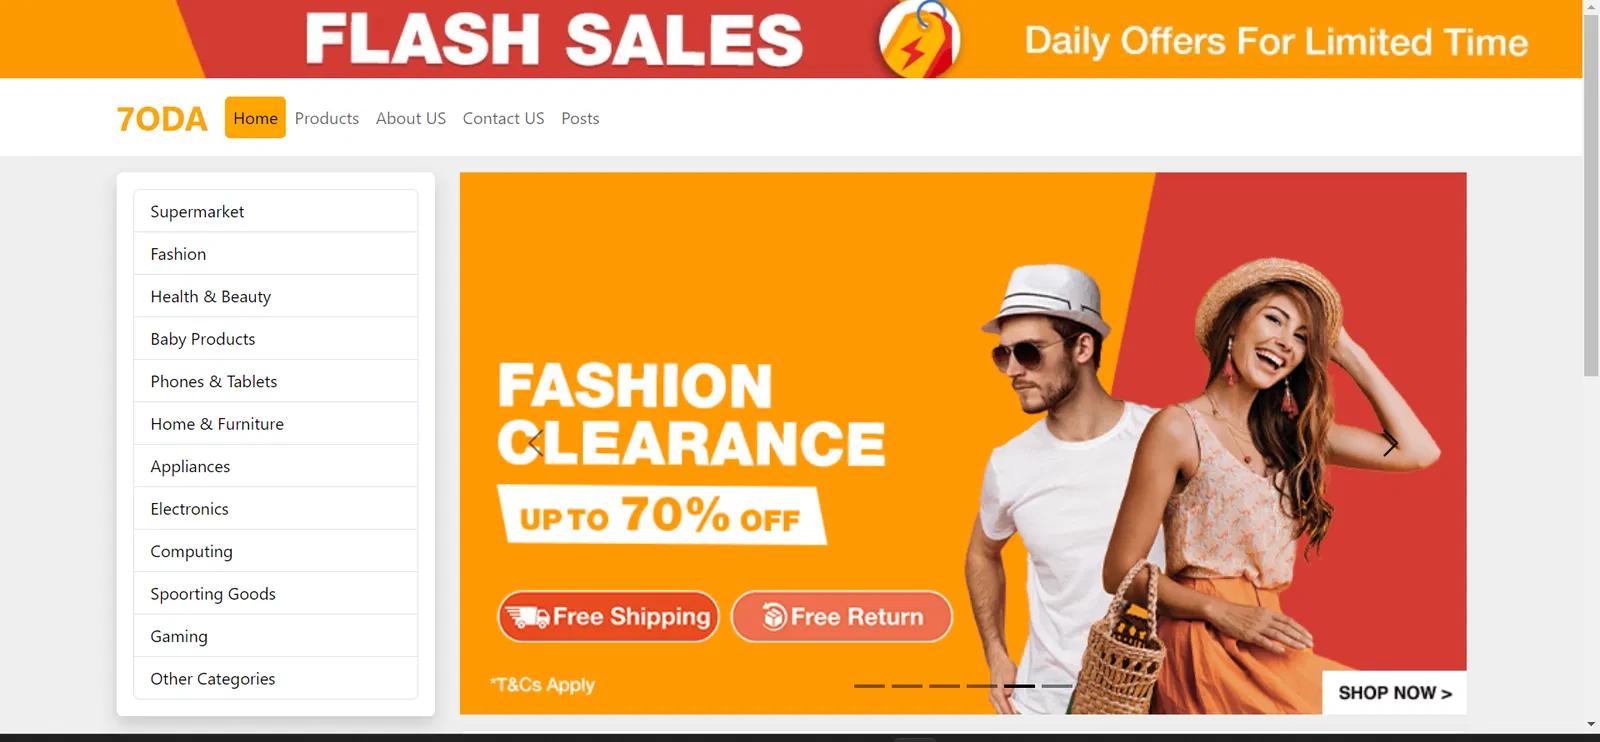 FLASH SALES
Daily Offers For Limited Time
7ODA
Home
Products
About US
Contact US
Posts
Supermarket
Fashion
Health & Beauty
Baby Products
Phones & Tablets
Home & Furniture
Appliances
Electronics
Computing
Spoorting Goods
Gaming
Other Categories
FASHION
CLEARANCE
UP TO 70% OFF
Free Shipping
Free Return
*T&Cs Apply
SHOP NOW >